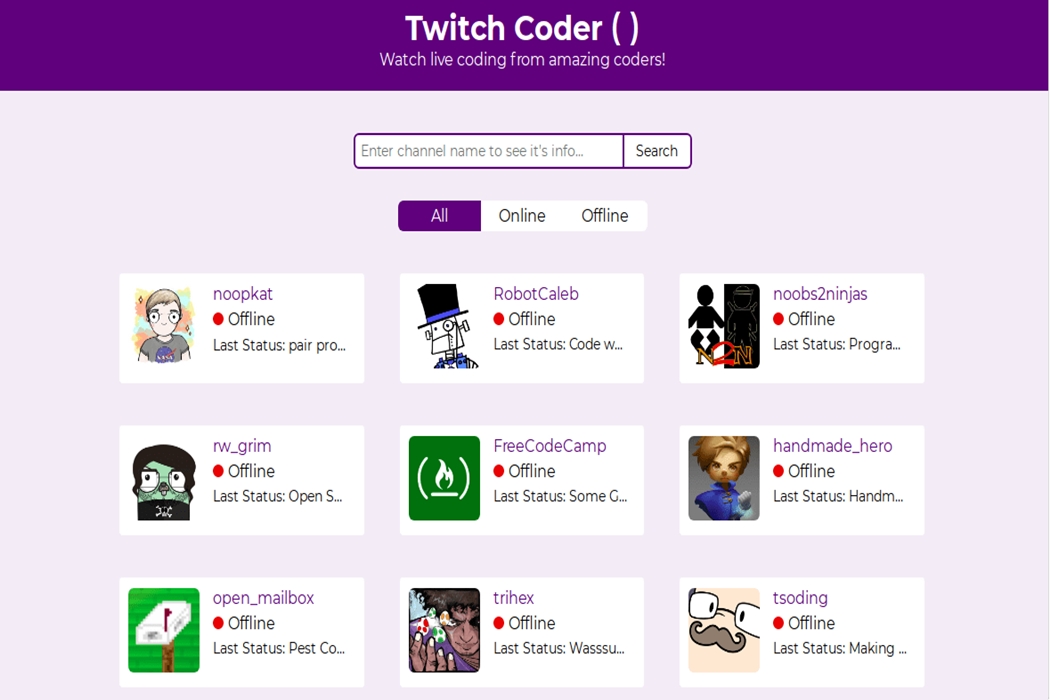 Twitch Coder ( )
Watch live coding from amazing coders!
Enter channel name to see it's info...
Search
All
Online
Offline
noopkat
Offline
Last Status: pair pro...
RobotCaleb
Offline
Last Status: Code w...
N2N
noobs2ninjas
Offline
Last Status: Progra...
rw_grim
Offline
Last Status: Open S...
FreeCodeCamp
Offline
Last Status: Some G...
handmade_hero
Offline
Last Status: Handm...
open_mailbox
Offline
Last Status: Pest Co...
trihex
Offline
Last Status: Wasssu...
tsoding
Offline
Last Status: Making ...